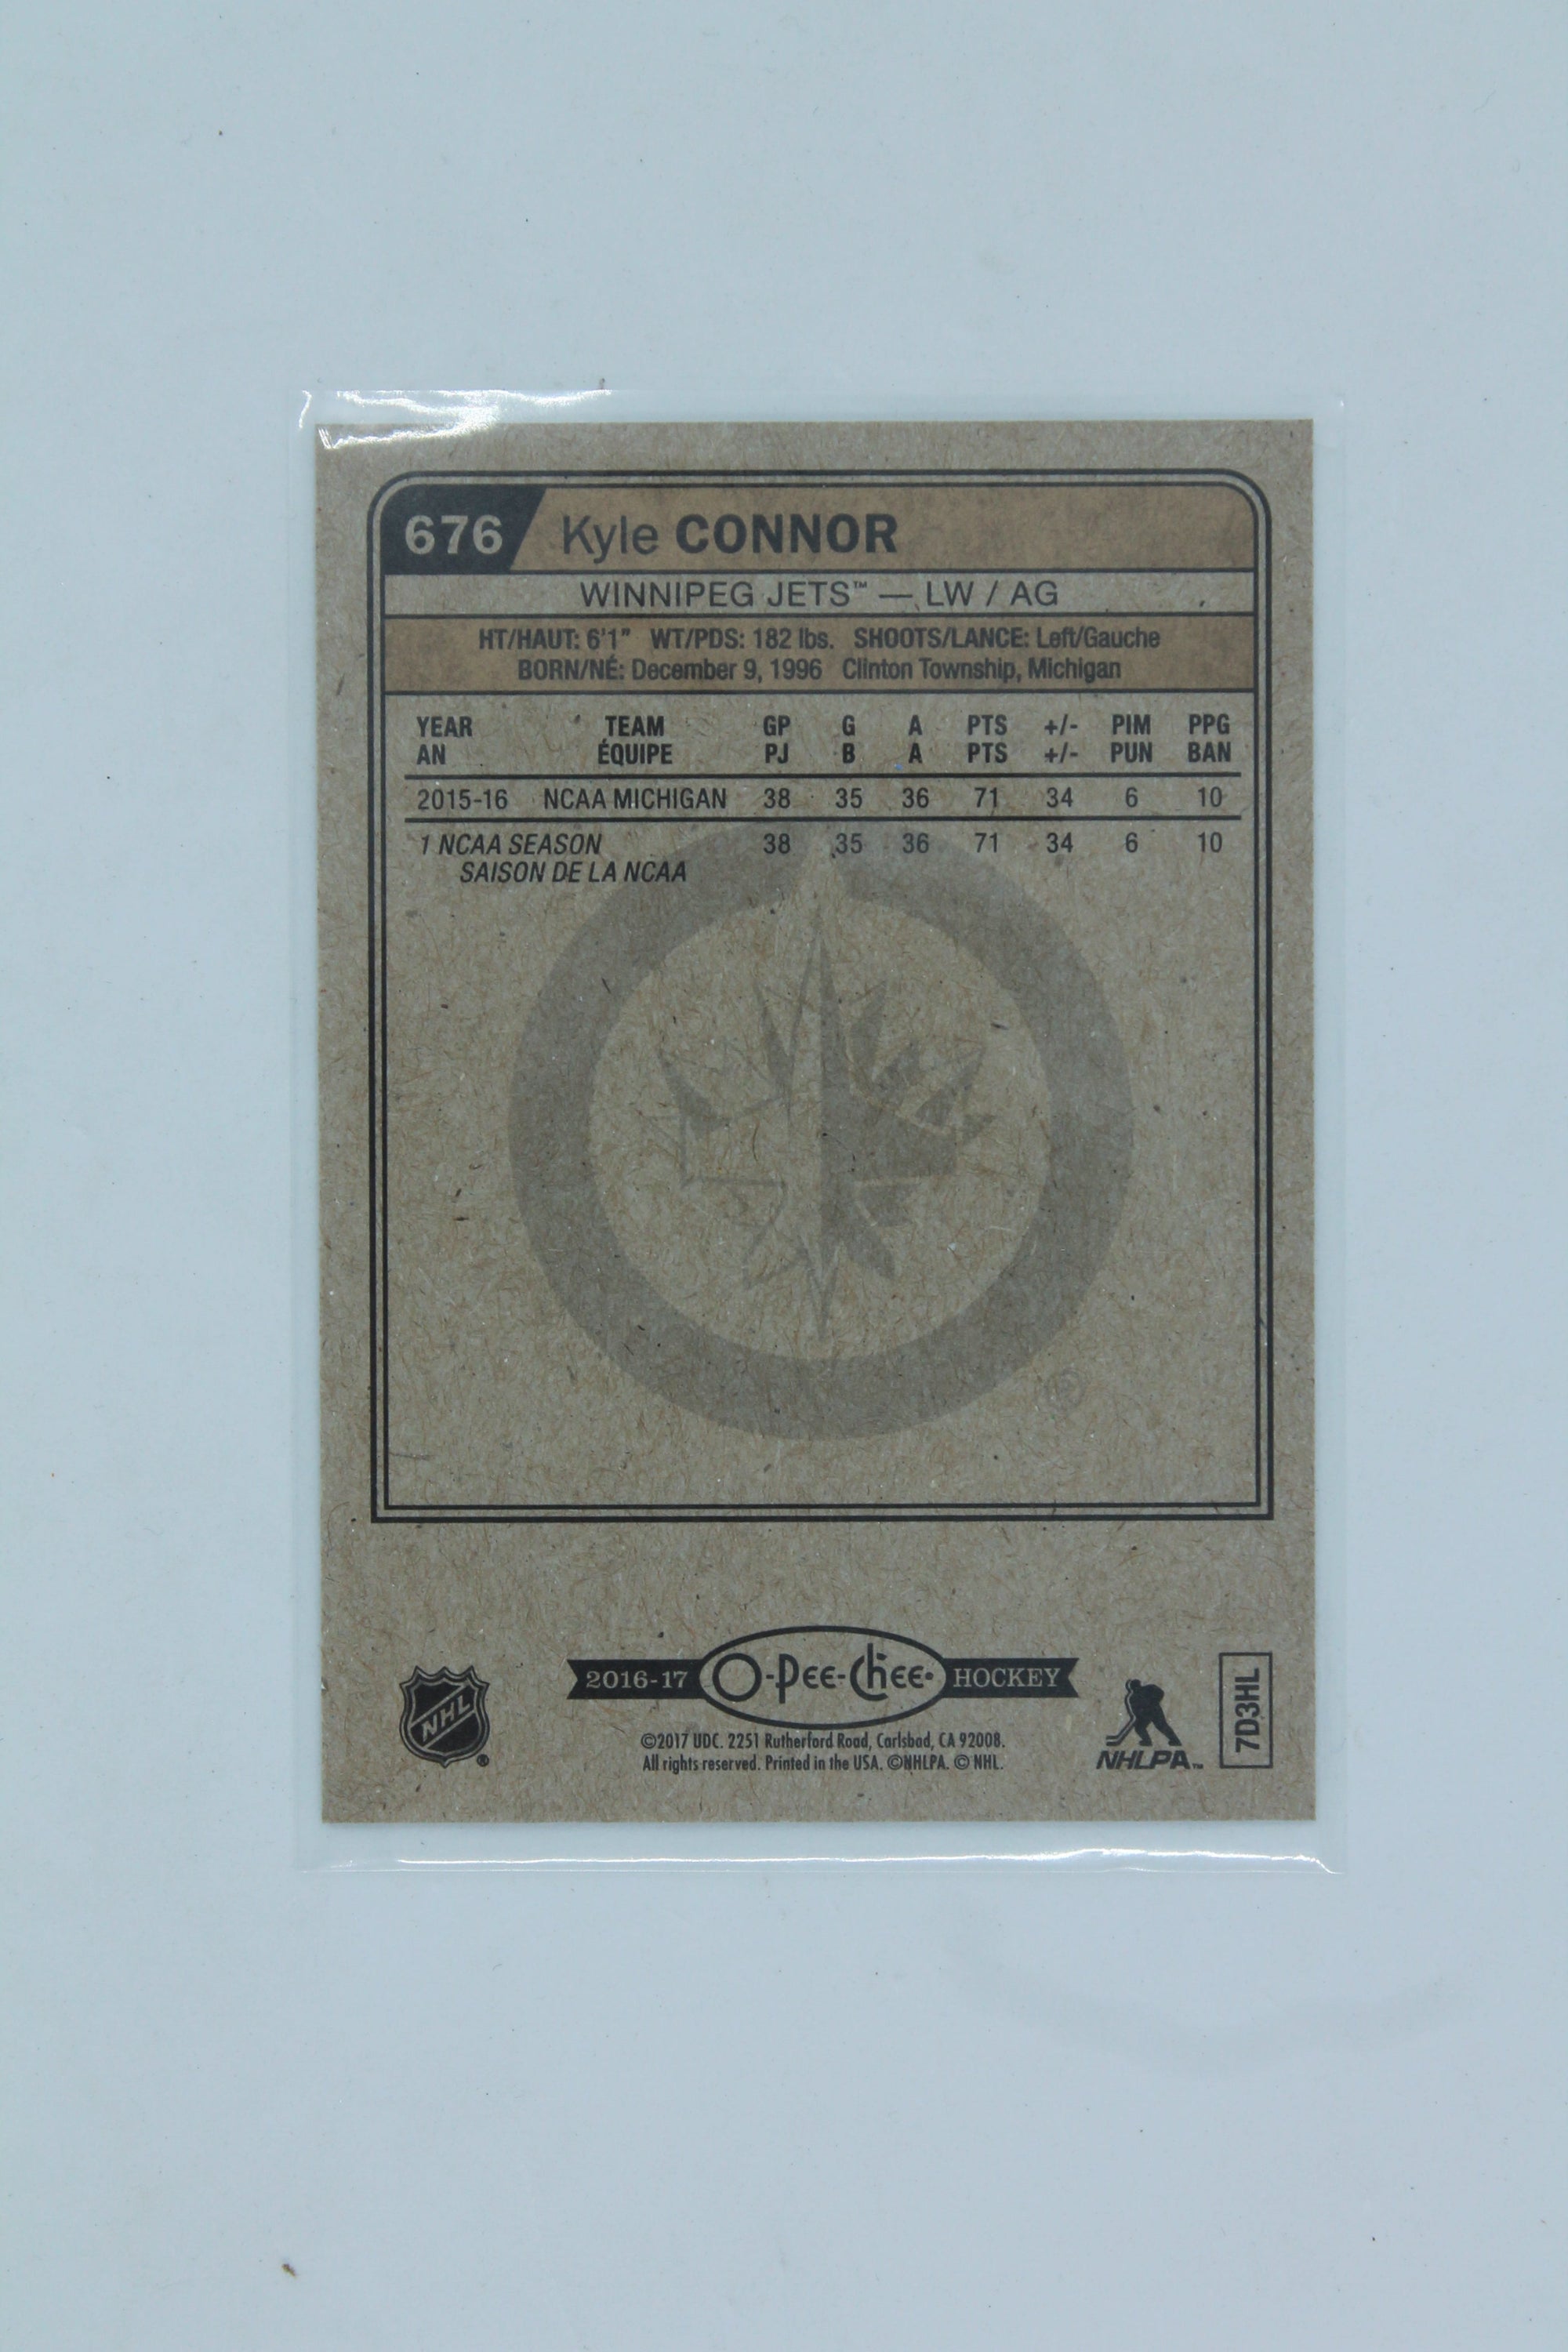 676 Kyle CONNOR
WINNIPEG JETS™ — LW / AG
HT/HAUT: 6'1" WT/PDS: 182 lbs. SHOOTS/LANCE: Left/Gauche
BORN/NÉ: December 9, 1996 Clinton Township, Michigan
YEAR TEAM GP G A PTS +/- PIM PPG
AN ÉQUIPE PJ B A PTS +/- PUN BAN
2015-16 NCAA MICHIGAN 38 35 36 71 34 6 10
1 NCAA SEASON 38 35 36 71 34 6 10
SAISON DE LA NCAA
®
2016-17 O-Pee-Chee HOCKEY
NHL®
©2017 UDC. 2251 Rutherford Road, Carlsbad, CA 92008.
All rights reserved. Printed in the USA. ©NHLPA. © NHL.
NHLPA™
7D3HL